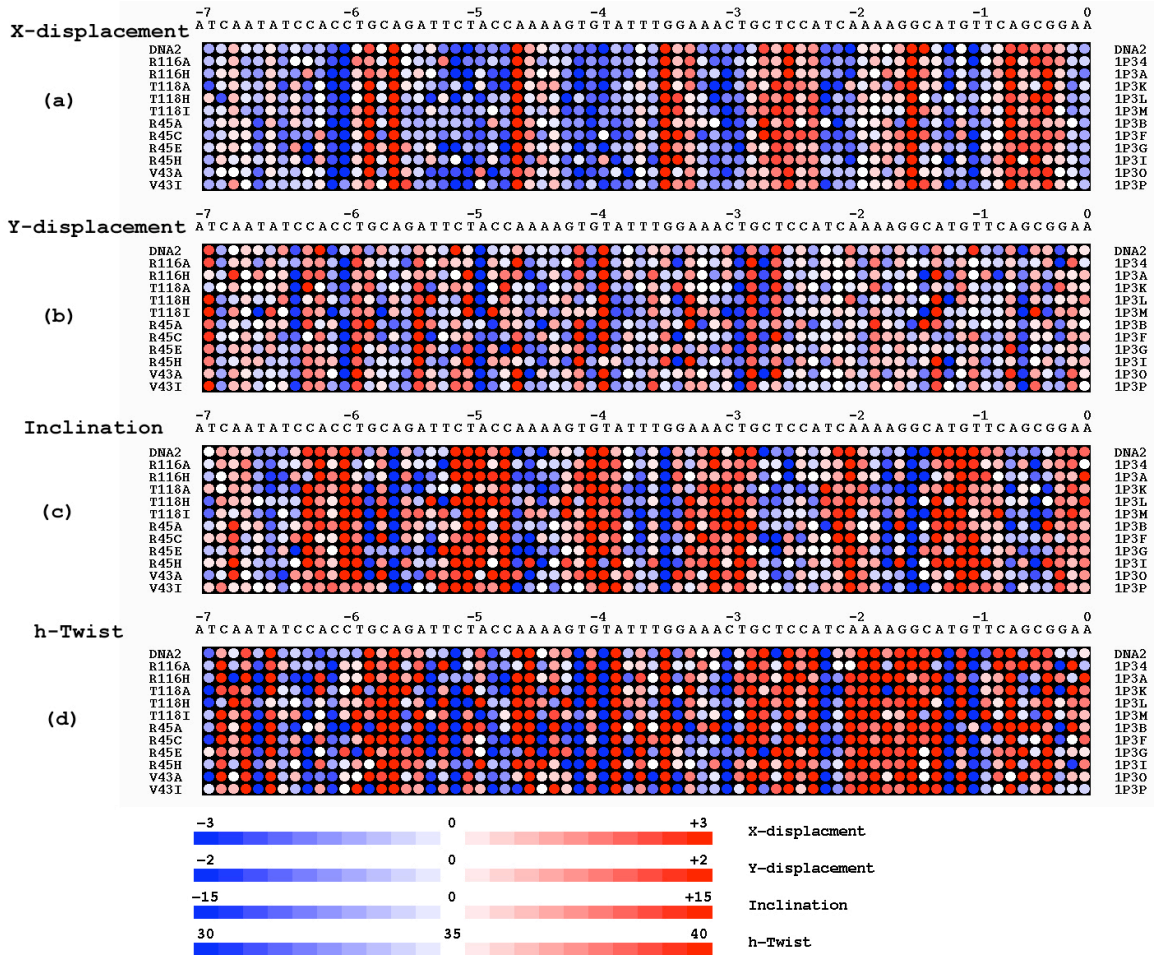 −7 −6 −5 −4 −3 −2 −1 0
A T C A A T A T C C A C C T G C A G A T T C T A C C A A A A G T G T A T T T G G A A A C T G C T C C A T C A A A A G G C A T G T T C A G C G G A A
X-displacement
DNA2 DNA2
R116A 1P34
R116H 1P3A
(a)
T118A 1P3K
T118H 1P3L
T118I 1P3M
R45A 1P3B
R45C 1P3F
R45E 1P3G
R45H 1P3I
V43A 1P3O
V43I 1P3P
−7 −6 −5 −4 −3 −2 −1 0
A T C A A T A T C C A C C T G C A G A T T C T A C C A A A A G T G T A T T T G G A A A C T G C T C C A T C A A A A G G C A T G T T C A G C G G A A
Y-displacement
DNA2 DNA2
R116A 1P34
R116H 1P3A
T118A 1P3K
T118H 1P3L
(b)
T118I 1P3M
R45A 1P3B
R45C 1P3F
R45E 1P3G
R45H 1P3I
V43A 1P3O
V43I 1P3P
−7 −6 −5 −4 −3 −2 −1 0
A T C A A T A T C C A C C T G C A G A T T C T A C C A A A A G T G T A T T T G G A A A C T G C T C C A T C A A A A G G C A T G T T C A G C G G A A
Inclination
DNA2 DNA2
R116A 1P34
R116H 1P3A
T118A 1P3K
T118H 1P3L
(c)
T118I 1P3M
R45A 1P3B
R45C 1P3F
R45E 1P3G
R45H 1P3I
V43A 1P3O
V43I 1P3P
−7 −6 −5 −4 −3 −2 −1 0
A T C A A T A T C C A C C T G C A G A T T C T A C C A A A A G T G T A T T T G G A A A C T G C T C C A T C A A A A G G C A T G T T C A G C G G A A
h-Twist
DNA2 DNA2
R116A 1P34
R116H 1P3A
T118A 1P3K
T118H 1P3L
(d)
T118I 1P3M
R45A 1P3B
R45C 1P3F
R45E 1P3G
R45H 1P3I
V43A 1P3O
V43I 1P3P
−3 0 +3 X-displacment
−2 0 +2 Y-displacement
−15 0 +15 Inclination
30 35 40 h-Twist